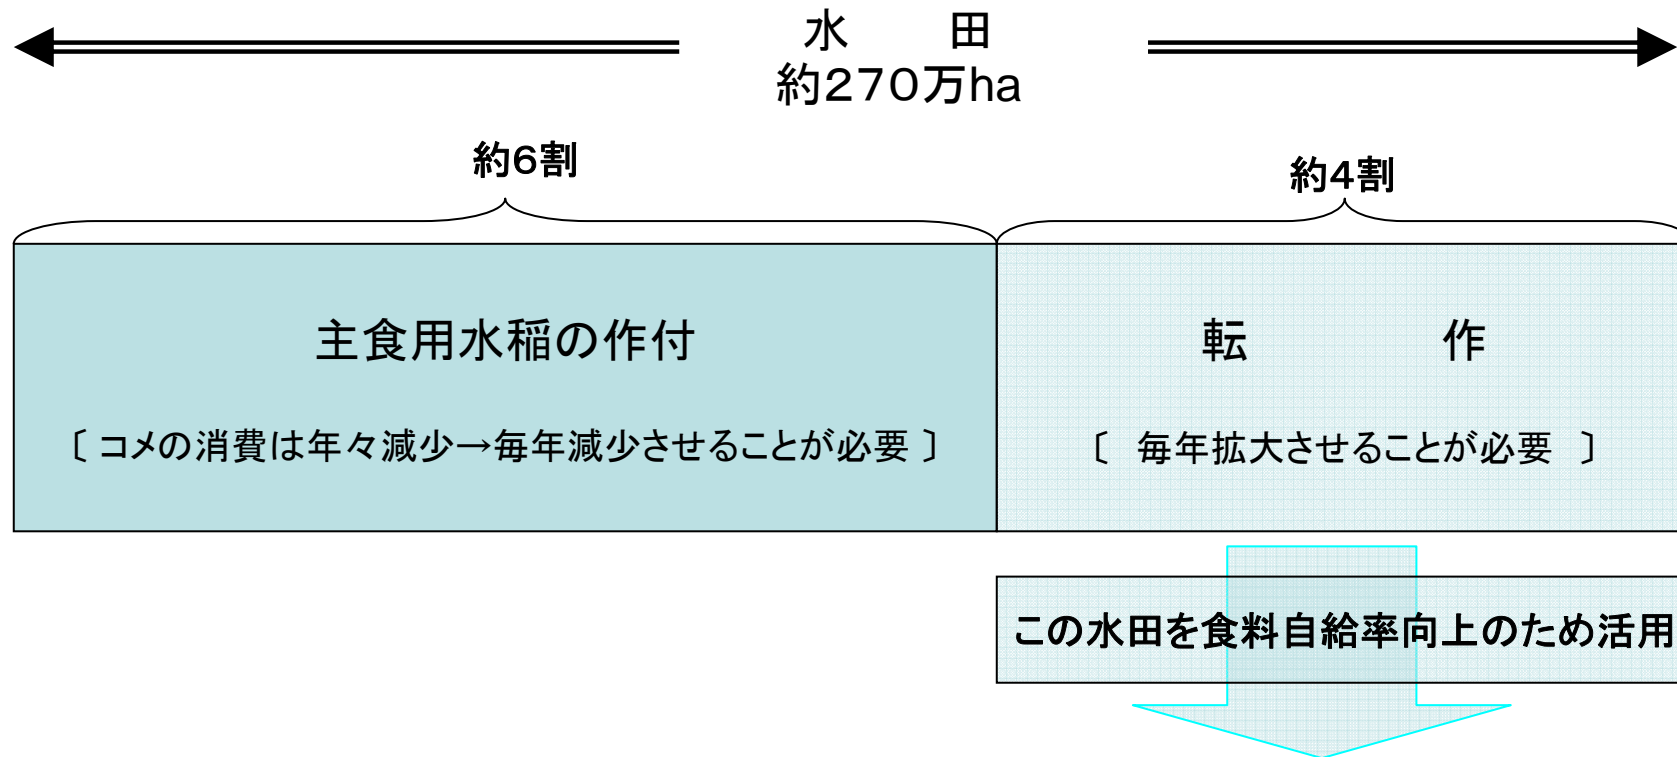 水　　田
約２７０万ha
約６割
約４割
主食用水稲の作付
転　　　　作
〔 コメの消費は年々減少→毎年減少させることが必要 〕
〔　毎年拡大させることが必要　〕
この水田を食料自給率向上のため活用